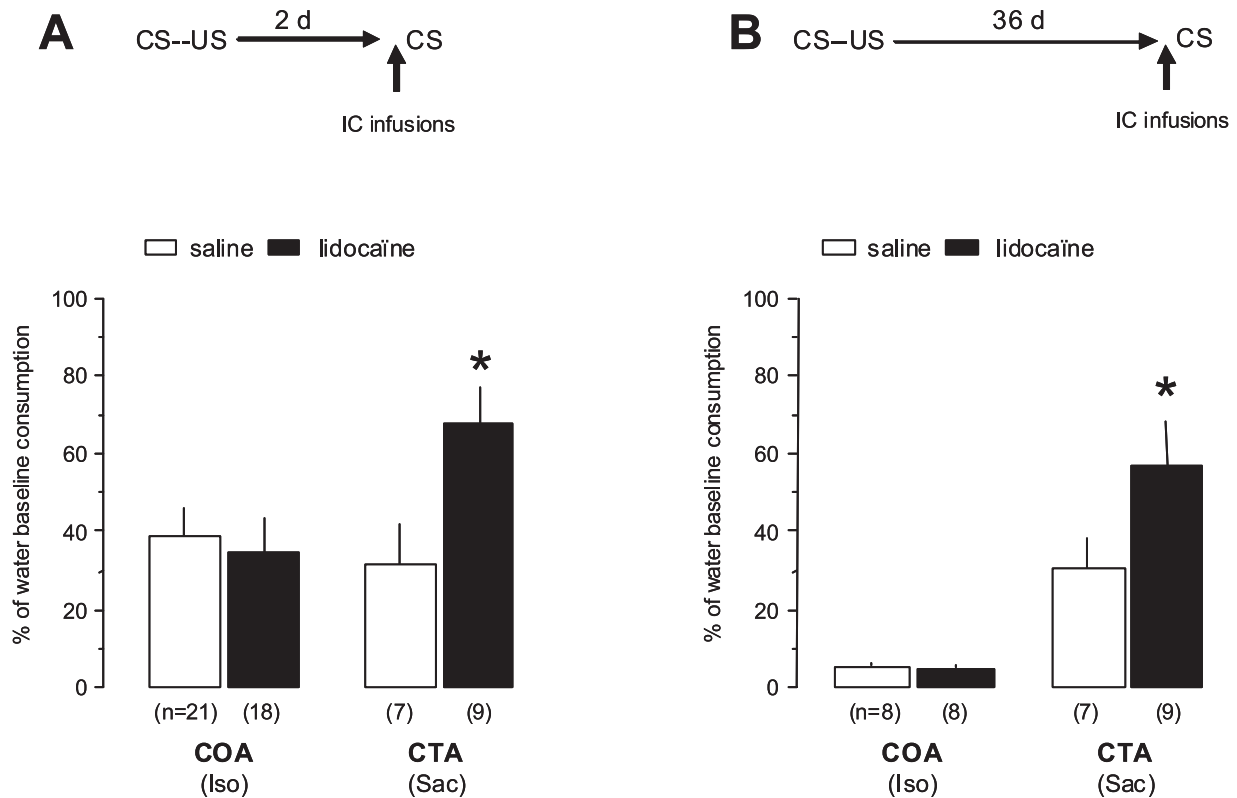 A
CS--US 2 d CS
IC infusions
saline lidocaïne
% of water baseline consumption
100
80
60
40
20
0
*
(n=21) (18) (7) (9)
COA CTA
(Iso) (Sac)
B
CS–US 36 d CS
IC infusions
saline lidocaïne
% of water baseline consumption
100
80
60
40
20
0
*
(n=8) (8) (7) (9)
COA CTA
(Iso) (Sac)